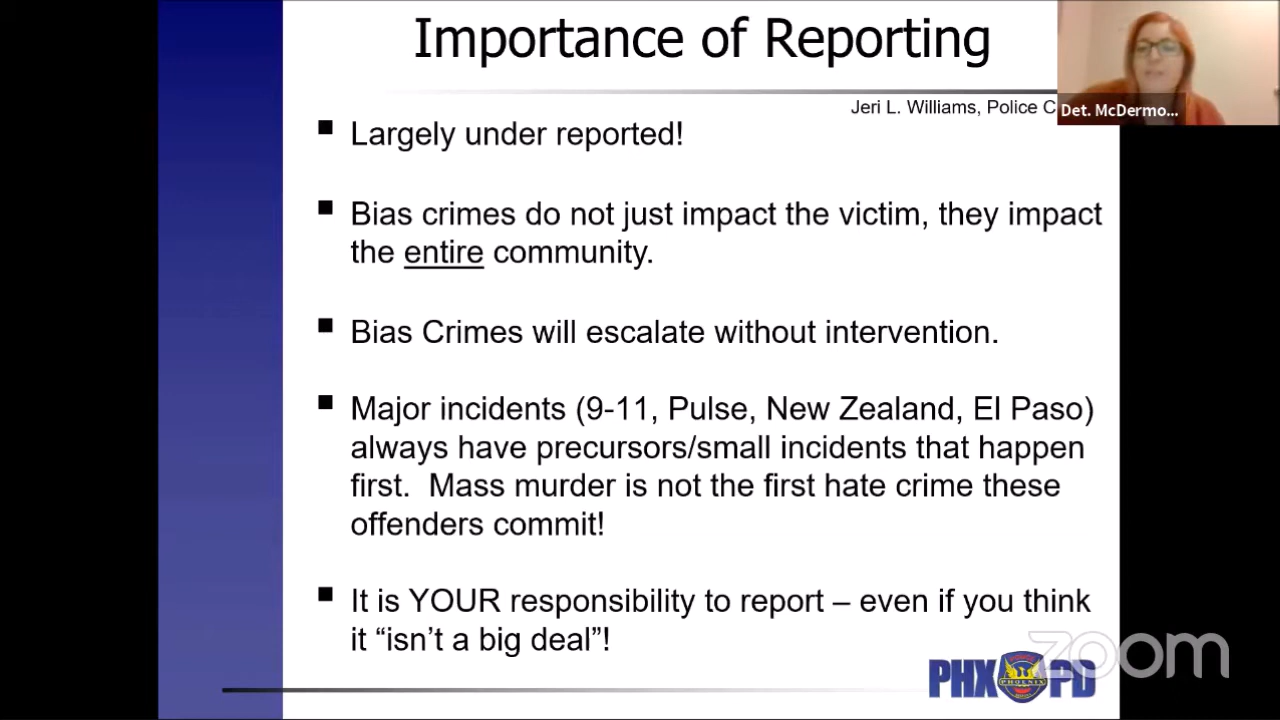 Importance of Reporting
Jeri L. Williams, Police C
Det. McDermo...
Largely under reported!
Bias crimes do not just impact the victim, they impact
the entire community.
Bias Crimes will escalate without intervention.
Major incidents (9-11, Pulse, New Zealand, El Paso)
always have precursors/small incidents that happen
first. Mass murder is not the first hate crime these
offenders commit!
It is YOUR responsibility to report – even if you think
it “isn’t a big deal”!
zoom
PHX PHOENIX PD